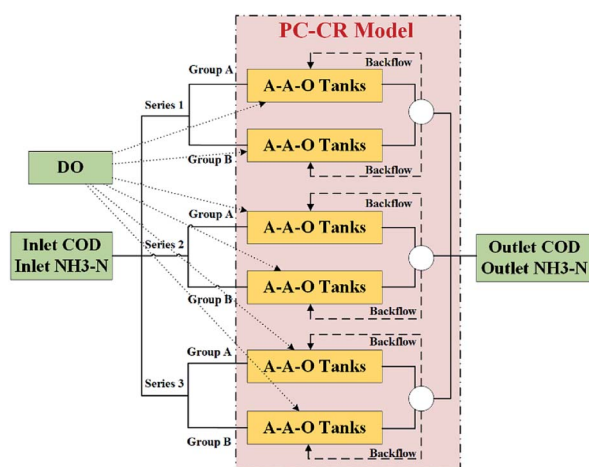 PC-CR Model
Backflow
Group A
A-A-O Tanks
Series 1
A-A-O Tanks
Group B
Backflow
DO
Backflow
Group A
A-A-O Tanks
Inlet COD
Inlet NH3-N
Series 2
Outlet COD
Outlet NH3-N
A-A-O Tanks
Group B
Backflow
Backflow
Group A
A-A-O Tanks
Series 3
A-A-O Tanks
Group B
Backflow